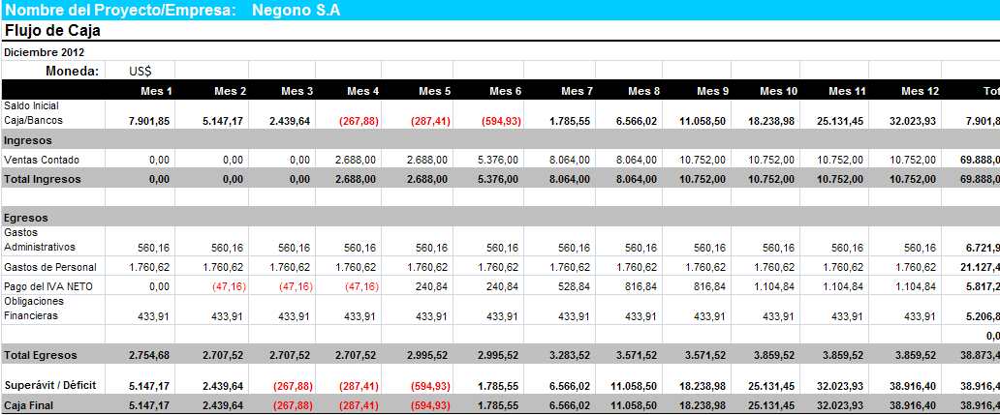 Nombre del Proyecto/Empresa: Negono S.A
Flujo de Caja
Diciembre 2012
Moneda: US$
Mes 1 Mes 2 Mes 3 Mes 4 Mes 5 Mes 6 Mes 7 Mes 8 Mes 9 Mes 10 Mes 11 Mes 12 Tot
Saldo Inicial
Caja/Bancos 7.901,85 5.147,17 2.439,64 (267,88) (287,41) (594,93) 1.785,55 6.566,02 11.058,50 18.238,98 25.131,45 32.023,93 7.901,8
Ingresos
Ventas Contado 0,00 0,00 0,00 2.688,00 2.688,00 5.376,00 8.064,00 8.064,00 10.752,00 10.752,00 10.752,00 10.752,00 69.888,0
Total Ingresos 0,00 0,00 0,00 2.688,00 2.688,00 5.376,00 8.064,00 8.064,00 10.752,00 10.752,00 10.752,00 10.752,00 69.888,0
Egresos
Gastos
Administrativos 560,16 560,16 560,16 560,16 560,16 560,16 560,16 560,16 560,16 560,16 560,16 560,16 6.721,9
Gastos de Personal 1.760,62 1.760,62 1.760,62 1.760,62 1.760,62 1.760,62 1.760,62 1.760,62 1.760,62 1.760,62 1.760,62 1.760,62 21.127,4
Pago del IVA NETO 0,00 (47,16) (47,16) (47,16) 240,84 240,84 528,84 816,84 816,84 1.104,84 1.104,84 1.104,84 5.817,2
Obligaciones
Financieras 433,91 433,91 433,91 433,91 433,91 433,91 433,91 433,91 433,91 433,91 433,91 433,91 5.206,8
0,0
Total Egresos 2.754,68 2.707,52 2.707,52 2.707,52 2.995,52 2.995,52 3.283,52 3.571,52 3.571,52 3.859,52 3.859,52 3.859,52 38.873,4
Superávit / Déficit 5.147,17 2.439,64 (267,88) (287,41) (594,93) 1.785,55 6.566,02 11.058,50 18.238,98 25.131,45 32.023,93 38.916,40 38.916,4
Caja Final 5.147,17 2.439,64 (267,88) (287,41) (594,93) 1.785,55 6.566,02 11.058,50 18.238,98 25.131,45 32.023,93 38.916,40 38.916,4